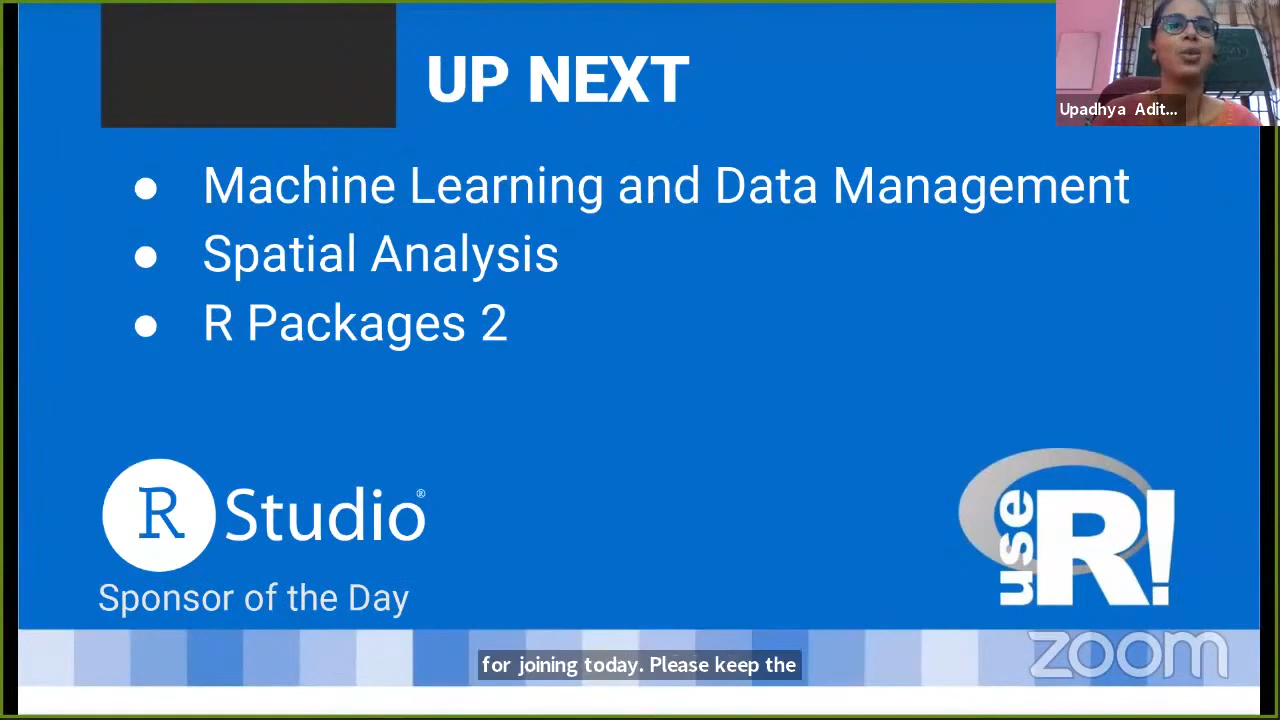 UP NEXT
Upadhya Adit...
● Machine Learning and Data Management
● Spatial Analysis
● R Packages 2
R Studio®
Sponsor of the Day
use R!
zoom
for joining today. Please keep the